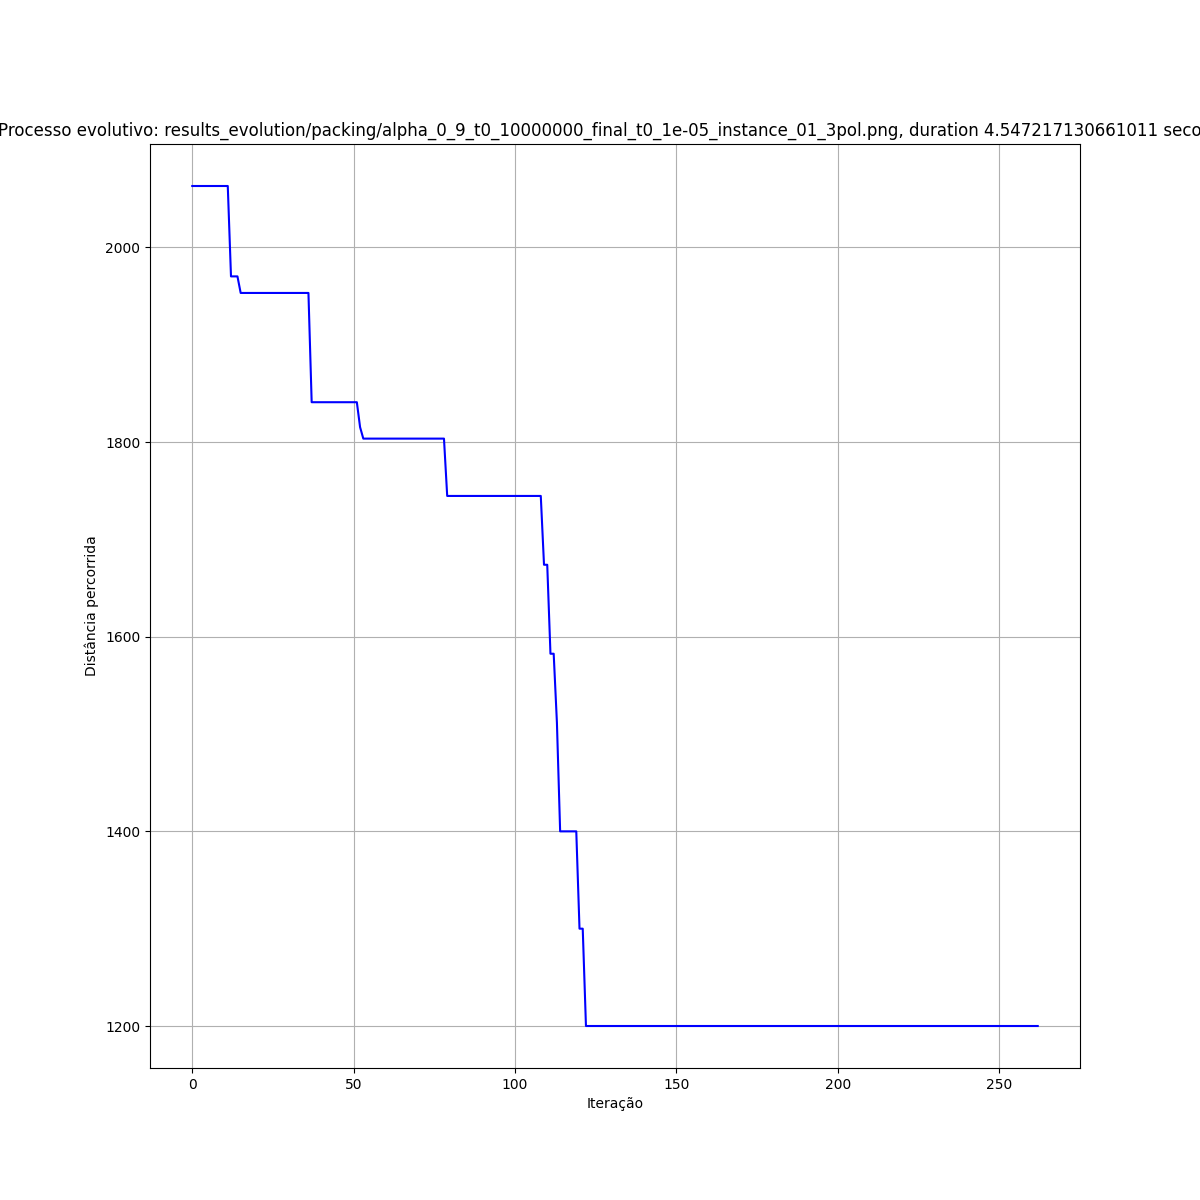 Processo evolutivo: results_evolution/packing/alpha_0_9_t0_10000000_final_t0_1e-05_instance_01_3pol.png, duration 4.547217130661011 seco
2000
1800
1600
1400
1200
Distância percorrida
0 50 100 150 200 250
Iteração